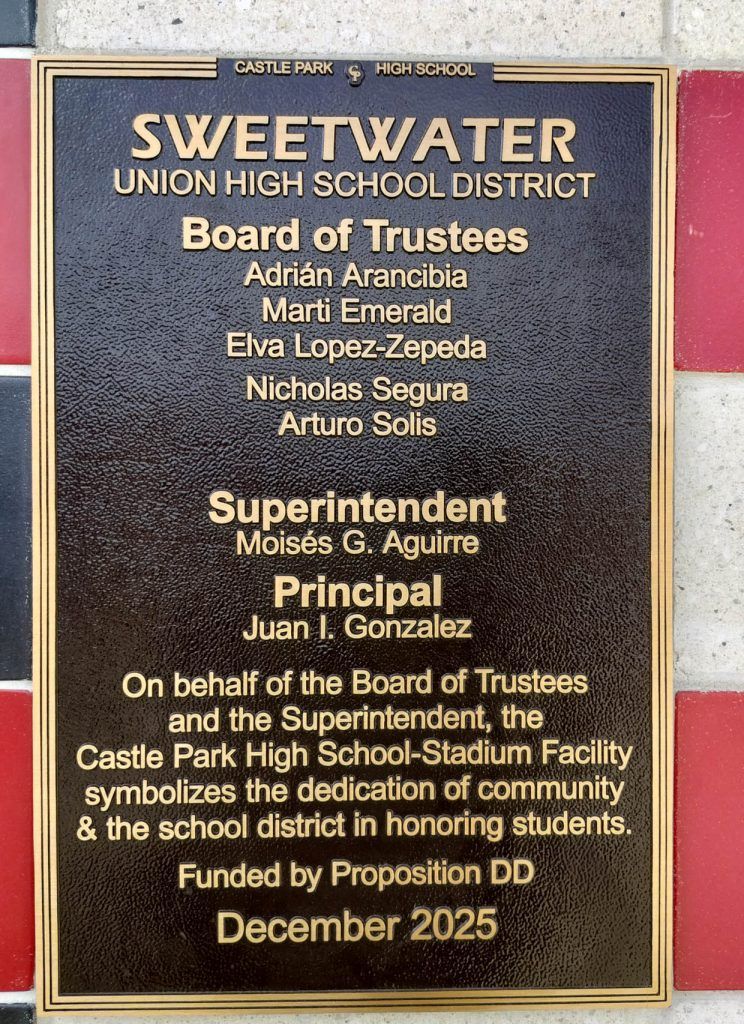 CASTLE PARK CP HIGH SCHOOL
SWEETWATER
UNION HIGH SCHOOL DISTRICT
Board of Trustees
Adrián Arancibia
Marti Emerald
Elva Lopez-Zepeda
Nicholas Segura
Arturo Solis
Superintendent
Moisés G. Aguirre
Principal
Juan I. Gonzalez
On behalf of the Board of Trustees
and the Superintendent, the
Castle Park High School-Stadium Facility
symbolizes the dedication of community
& the school district in honoring students.
Funded by Proposition DD
December 2025